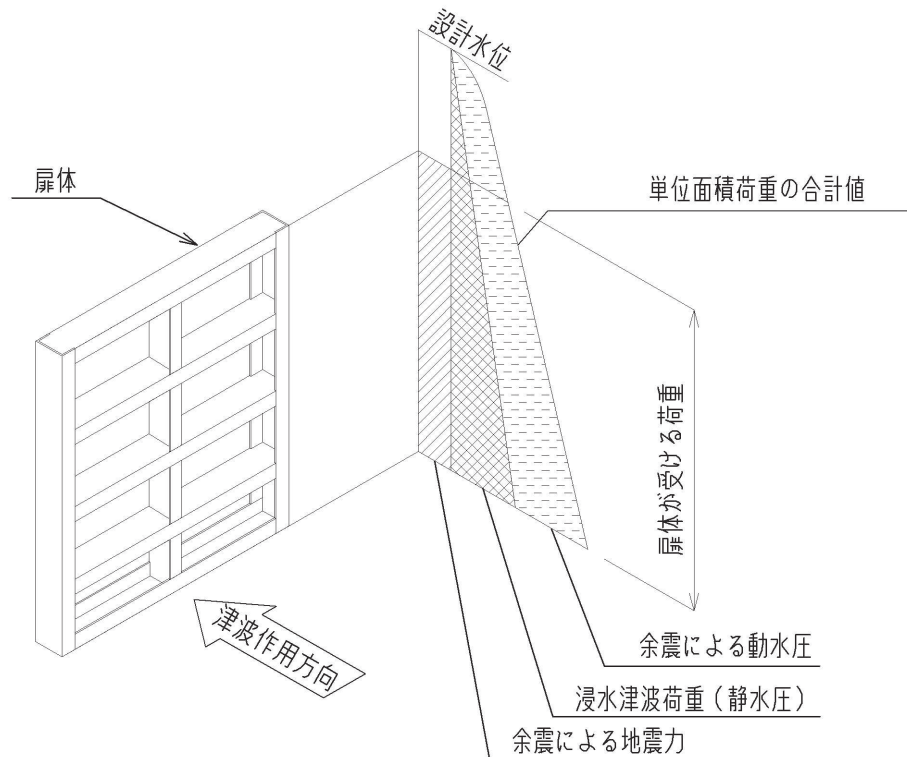 設計水位
扉体
単位面積荷重の合計値
扉体が受ける荷重
津波作用方向
余震による動水圧
浸水津波荷重(静水圧)
余震による地震力